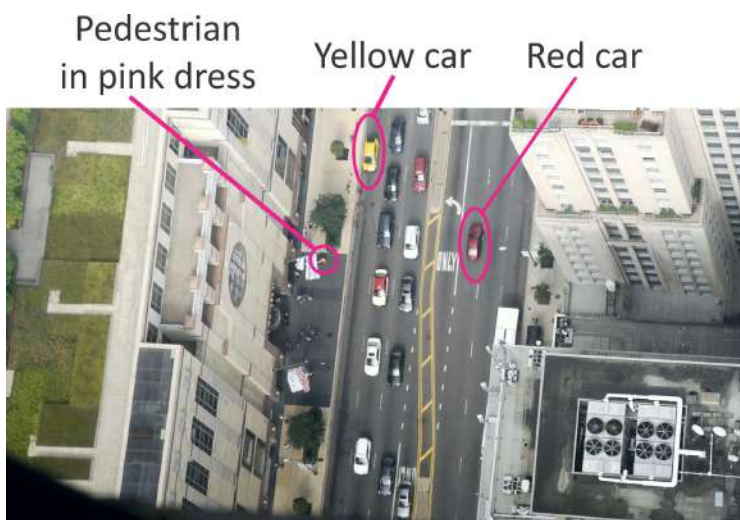 Pedestrian
in pink dress
Yellow car
Red car
ONLY